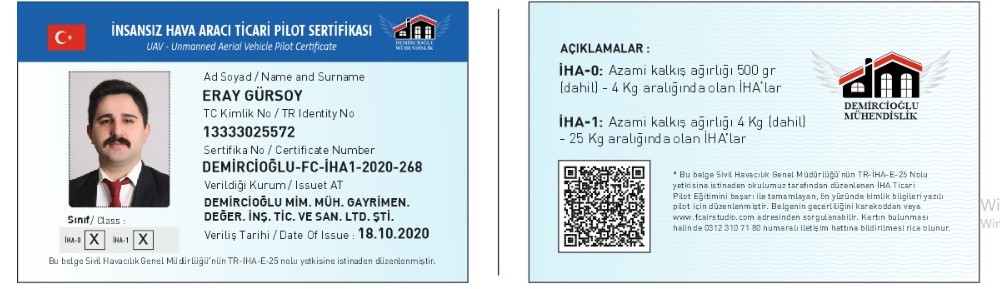 İNSANSIZ HAVA ARACI TİCARİ PİLOT SERTİFİKASI
UAV - Unmanned Aerial Vehicle Pilot Certificate
DEMİRCİOĞLU
MÜHENDİSLİK
Ad Soyad / Name and Surname
ERAY GÜRSOY
TC Kimlik No / TR Identity No
13333025572
Sertifika No / Certificate Number
DEMİRCİOĞLU-FC-İHA1-2020-268
Verildiği Kurum / Issuet AT
DEMİRCİOĞLU MİM. MÜH. GAYRİMEN.
DEĞER. İNŞ. TİC. VE SAN. LTD. ŞTİ.
Veriliş Tarihi / Date Of Issue : 18.10.2020
Sınıf / Class :
İHA-0 X İHA-1 X
Bu belge Sivil Havacılık Genel Müdürlüğü'nün TR-İHA-E-25 nolu yetkisine istinaden düzenlenmiştir.
AÇIKLAMALAR :
İHA-0: Azami kalkış ağırlığı 500 gr
(dahil) - 4 Kg aralığında olan İHA'lar
İHA-1: Azami kalkış ağırlığı 4 Kg (dahil)
- 25 Kg aralığında olan İHA'lar
DEMİRCİOĞLU
MÜHENDİSLİK
* Bu belge Sivil Havacılık Genel Müdürlüğü'nün TR-İHA-E-25 Nolu
yetkisine istinaden okulumuz tarafından düzenlenen İHA Ticari
Pilot Eğitimini başarı ile tamamlayan, ön yüzünde kimlik bilgileri yazılı
pilot için düzenlenmiştir. Belgenin geçerliliğini karekoddan veya
www.fcairstudio.com adresinden sorgulanabilir. Kartın bulunması
halinde 0312 310 71 80 numaralı iletişim hattına bildirilmesi rica olunur.
Wi
Win